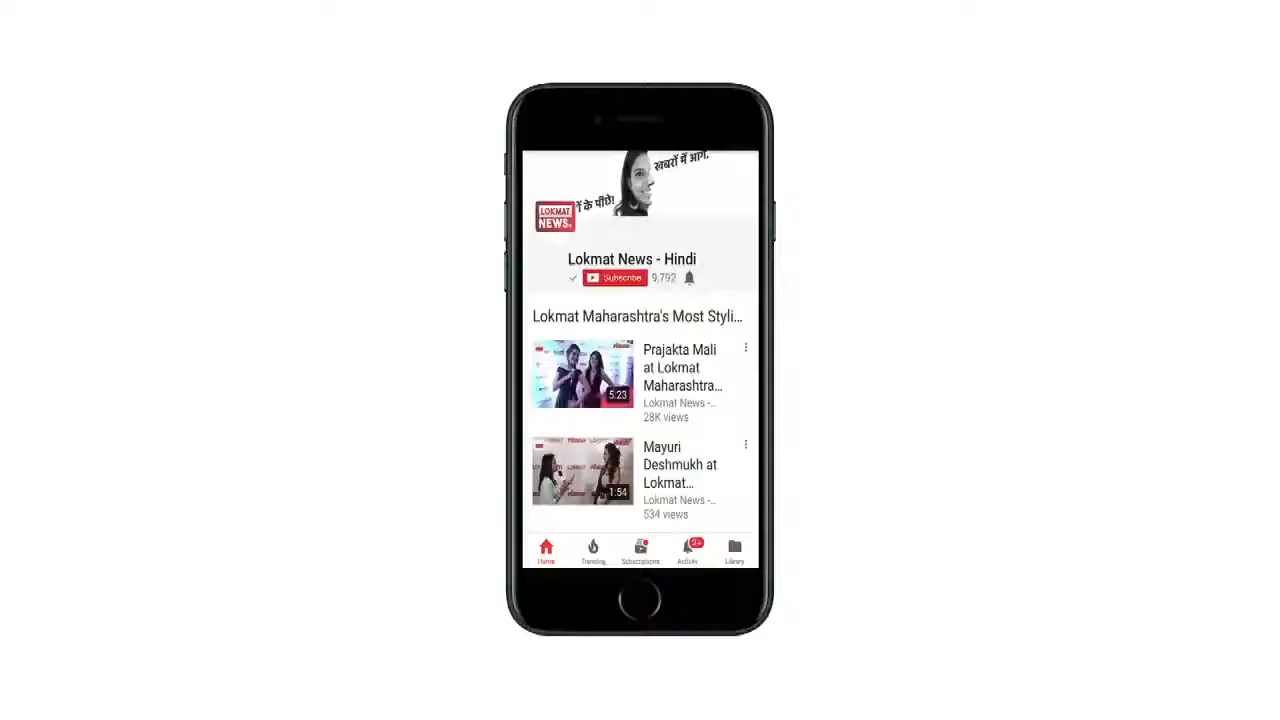 खबरों में आगे,
ों के पीछे!
LOKMAT
NEWS
Lokmat News - Hindi
Subscribe 9,792
Lokmat Maharashtra's Most Styli...
5:23
Prajakta Mali
at Lokmat
Maharashtra...
Lokmat News -...
28K views
1:54
Mayuri
Deshmukh at
Lokmat...
Lokmat News -...
534 views
9+
Home Trending Subscriptions Activity Library